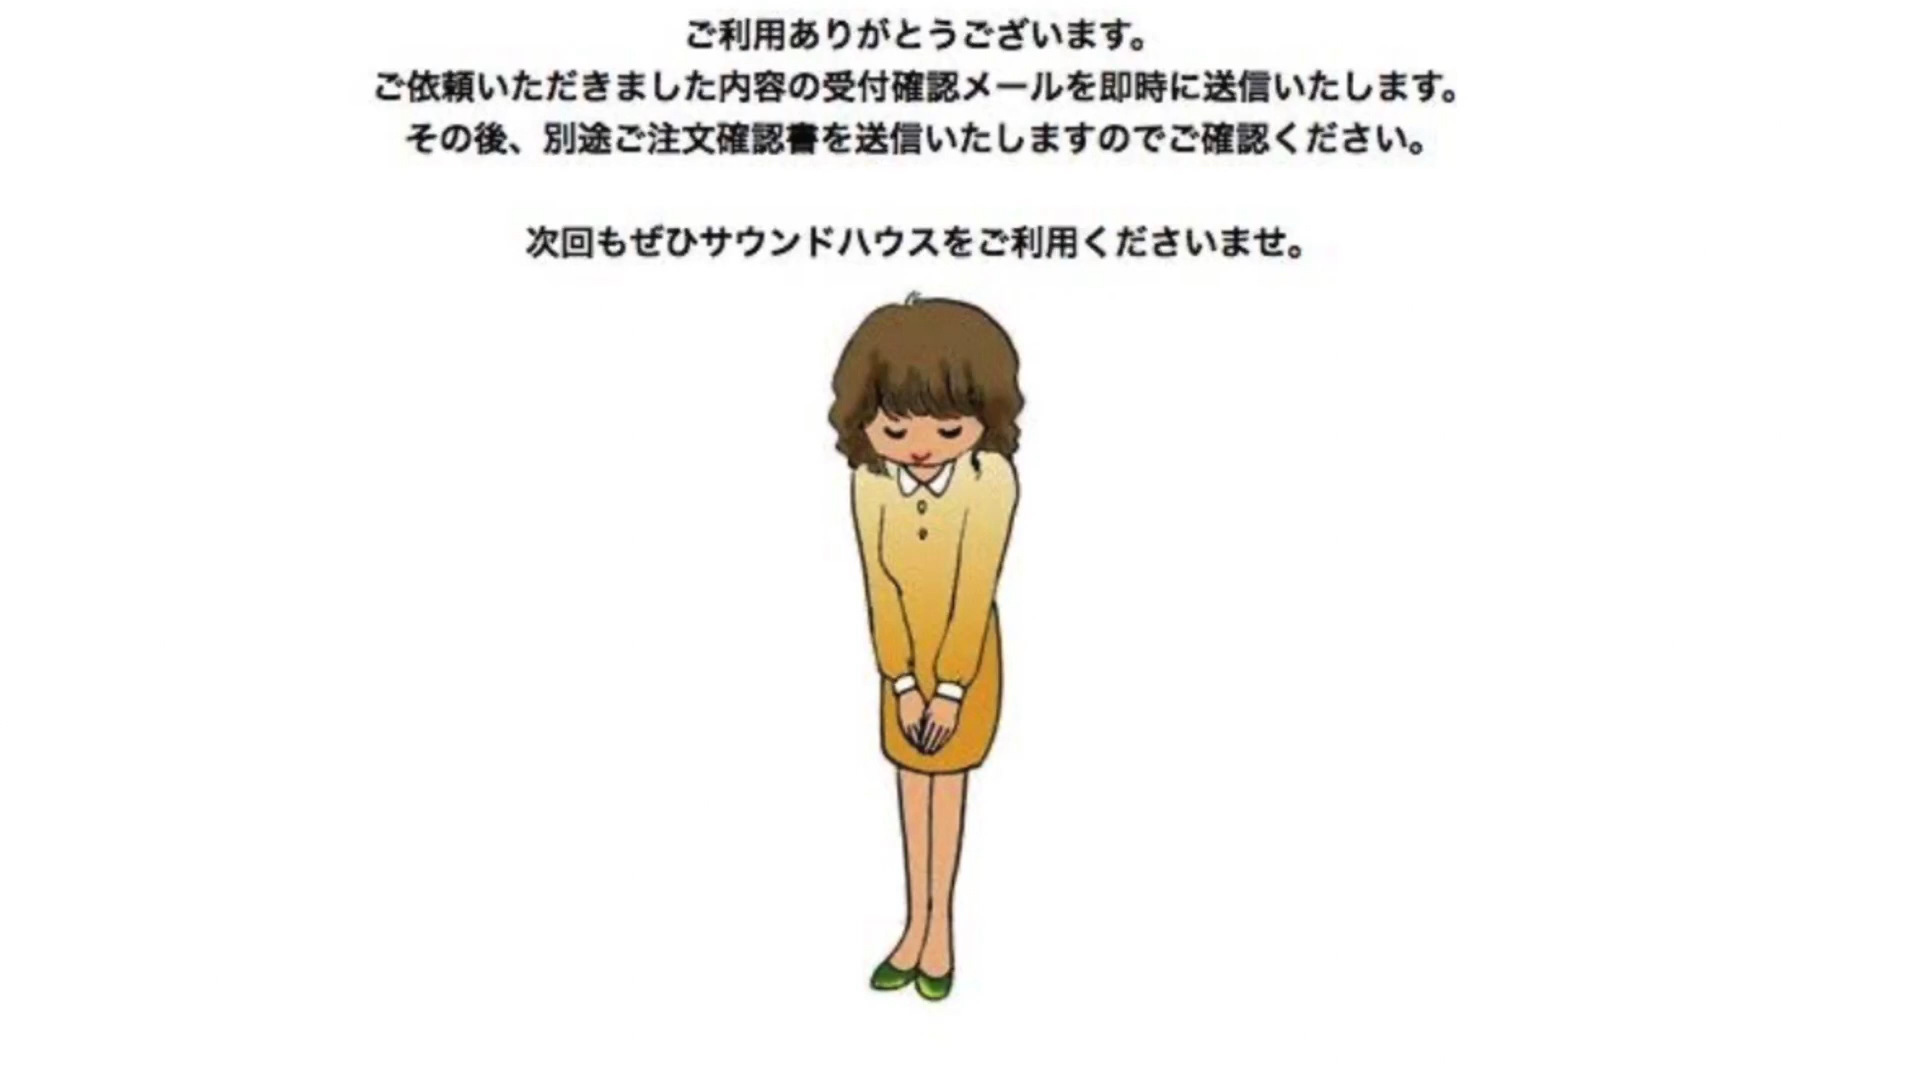 ご利用ありがとうございます。
ご依頼いただきました内容の受付確認メールを即時に送信いたします。
その後、別途ご注文確認書を送信いたしますのでご確認ください。
次回もぜひサウンドハウスをご利用くださいませ。